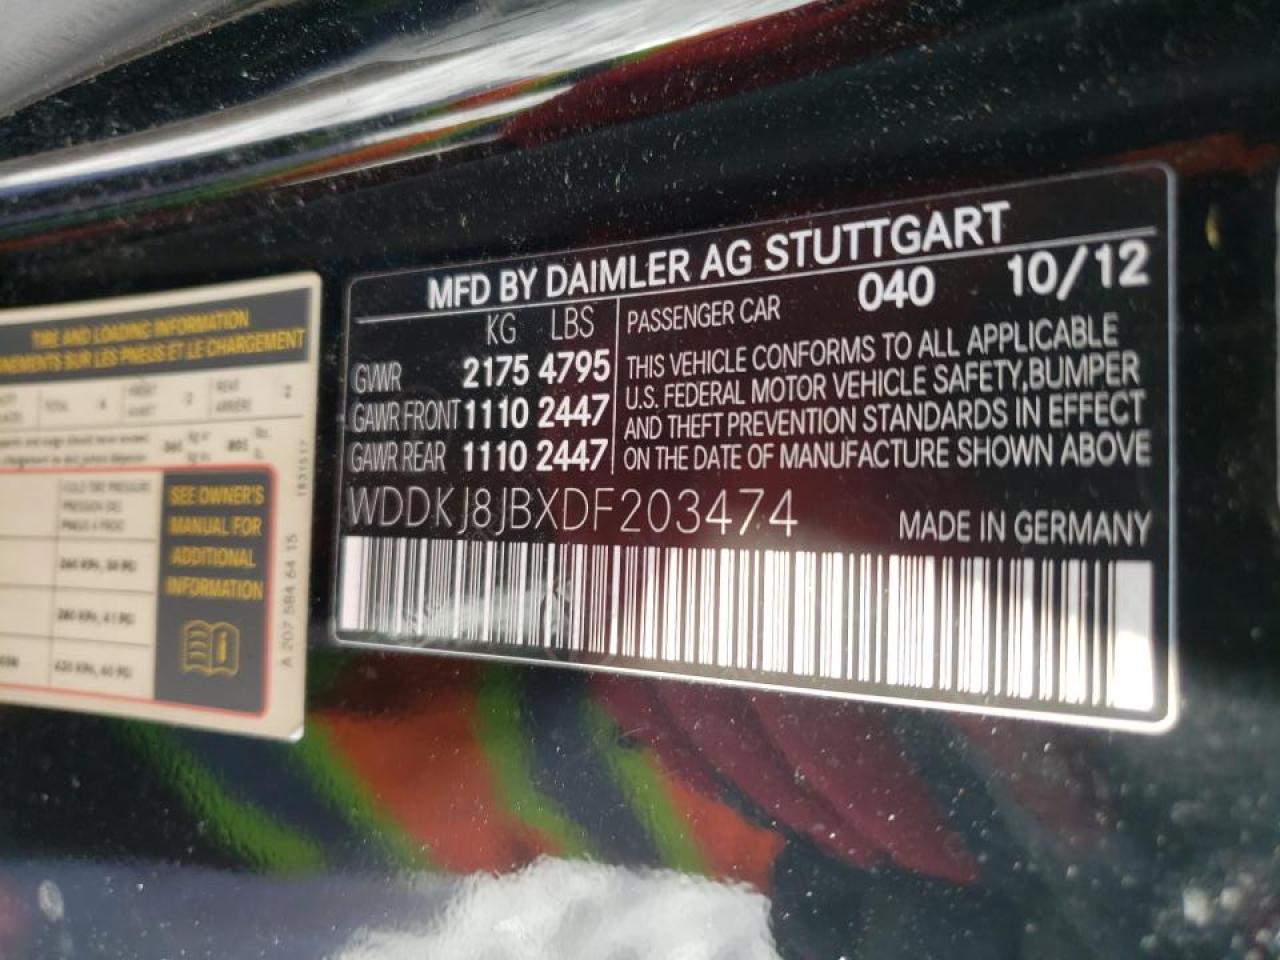 MFD BY DAIMLER AG STUTTGART
KG LBS
GVWR 2175 4795
GAWR FRONT 1110 2447
GAWR REAR 1110 2447
PASSENGER CAR 040 10/12
THIS VEHICLE CONFORMS TO ALL APPLICABLE
U.S. FEDERAL MOTOR VEHICLE SAFETY, BUMPER
AND THEFT PREVENTION STANDARDS IN EFFECT
ON THE DATE OF MANUFACTURE SHOWN ABOVE
WDDKJ8JBXDF203474
MADE IN GERMANY
TIRE AND LOADING INFORMATION
SUR LES PNEUS ET LE CHARGEMENT
COLD TIRE PRESSURE
SEE OWNER'S
MANUAL FOR
ADDITIONAL
INFORMATION
A 207 584 64 15